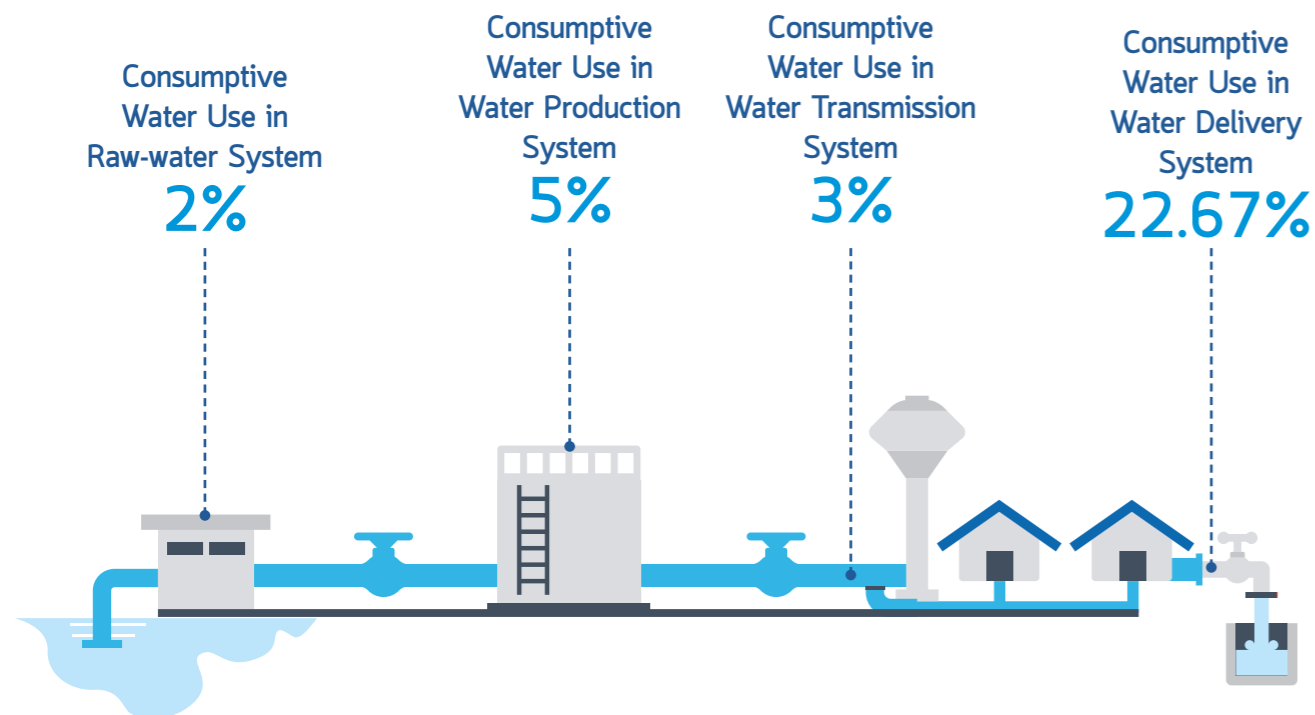 Consumptive
Water Use in
Raw-water System
2%
Consumptive
Water Use in
Water Production
System
5%
Consumptive
Water Use in
Water Transmission
System
3%
Consumptive
Water Use in
Water Delivery
System
22.67%